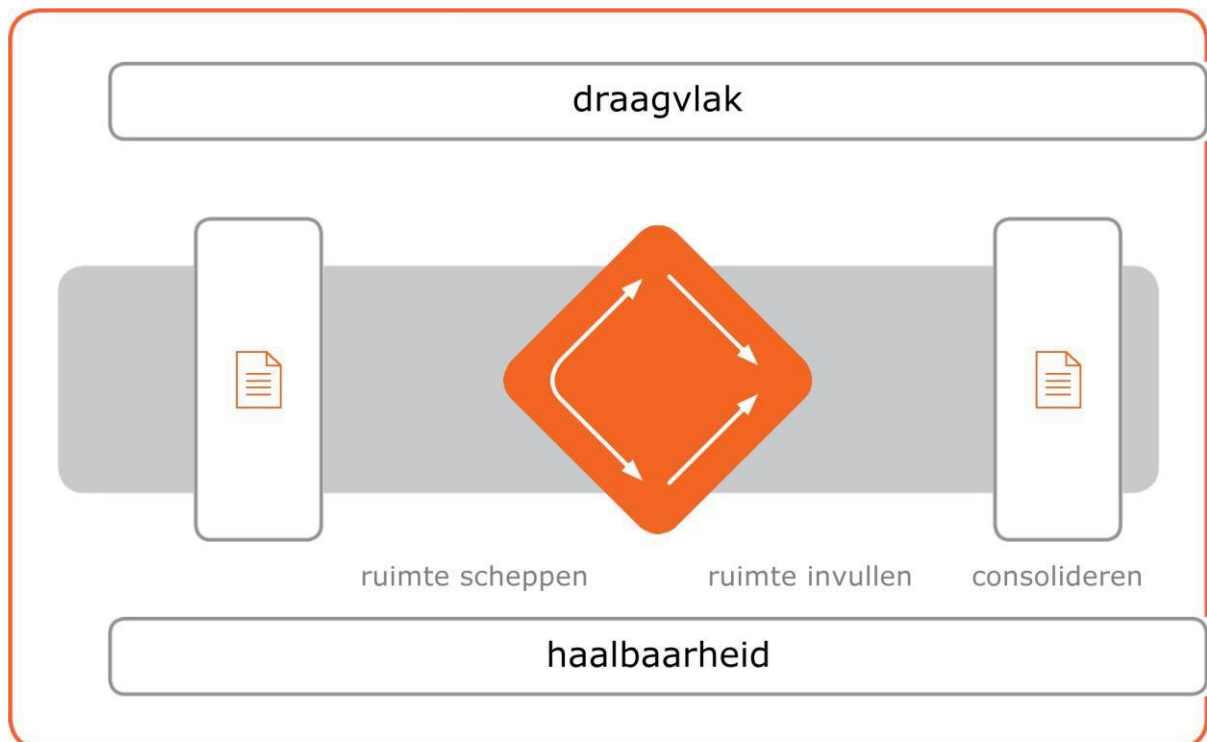 draagvlak
ruimte scheppen
ruimte invullen
consolideren
haalbaarheid